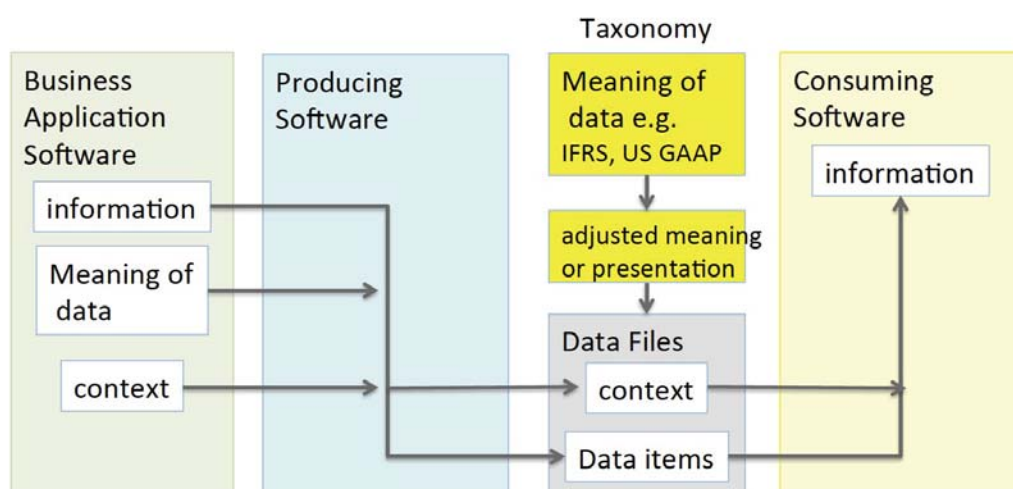 Business
Application
Software
information
Meaning of
data
context
Producing
Software
Taxonomy
Meaning of
data e.g.
IFRS, US GAAP
adjusted meaning
or presentation
Data Files
context
Data items
Consuming
Software
information